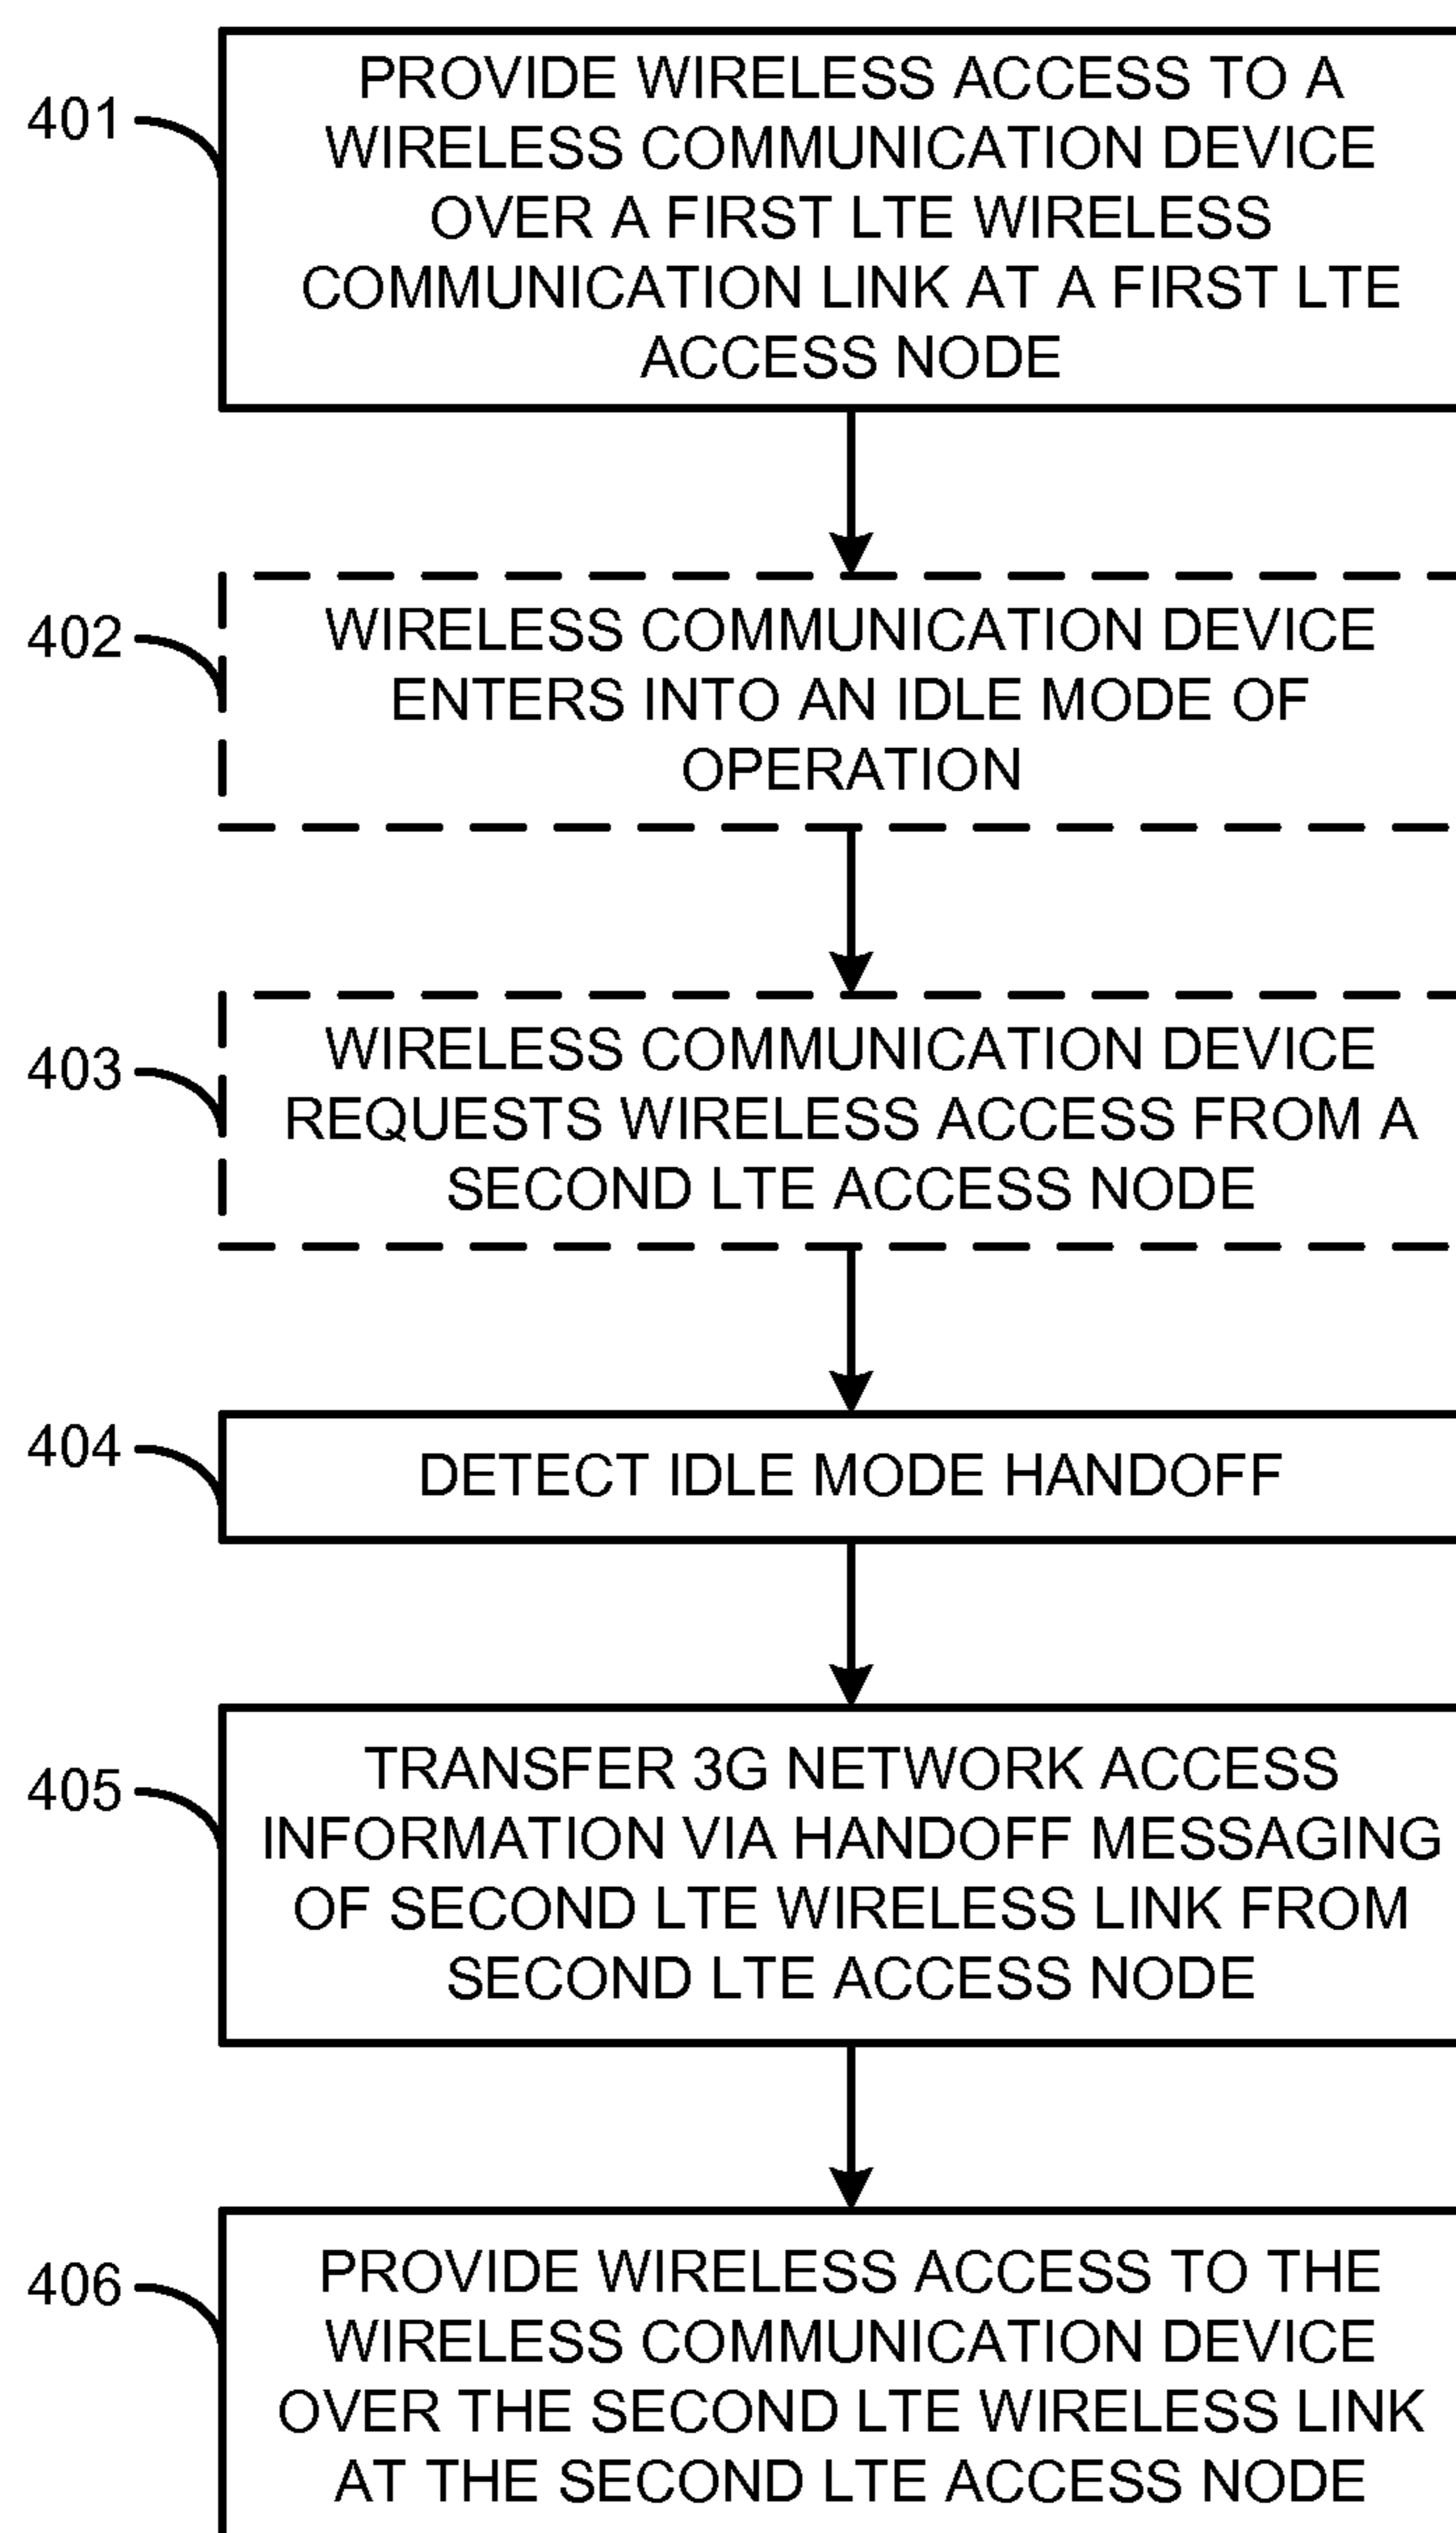 401
PROVIDE WIRELESS ACCESS TO A
WIRELESS COMMUNICATION DEVICE
OVER A FIRST LTE WIRELESS
COMMUNICATION LINK AT A FIRST LTE
ACCESS NODE
402
WIRELESS COMMUNICATION DEVICE
ENTERS INTO AN IDLE MODE OF
OPERATION
403
WIRELESS COMMUNICATION DEVICE
REQUESTS WIRELESS ACCESS FROM A
SECOND LTE ACCESS NODE
404
DETECT IDLE MODE HANDOFF
405
TRANSFER 3G NETWORK ACCESS
INFORMATION VIA HANDOFF MESSAGING
OF SECOND LTE WIRELESS LINK FROM
SECOND LTE ACCESS NODE
406
PROVIDE WIRELESS ACCESS TO THE
WIRELESS COMMUNICATION DEVICE
OVER THE SECOND LTE WIRELESS LINK
AT THE SECOND LTE ACCESS NODE